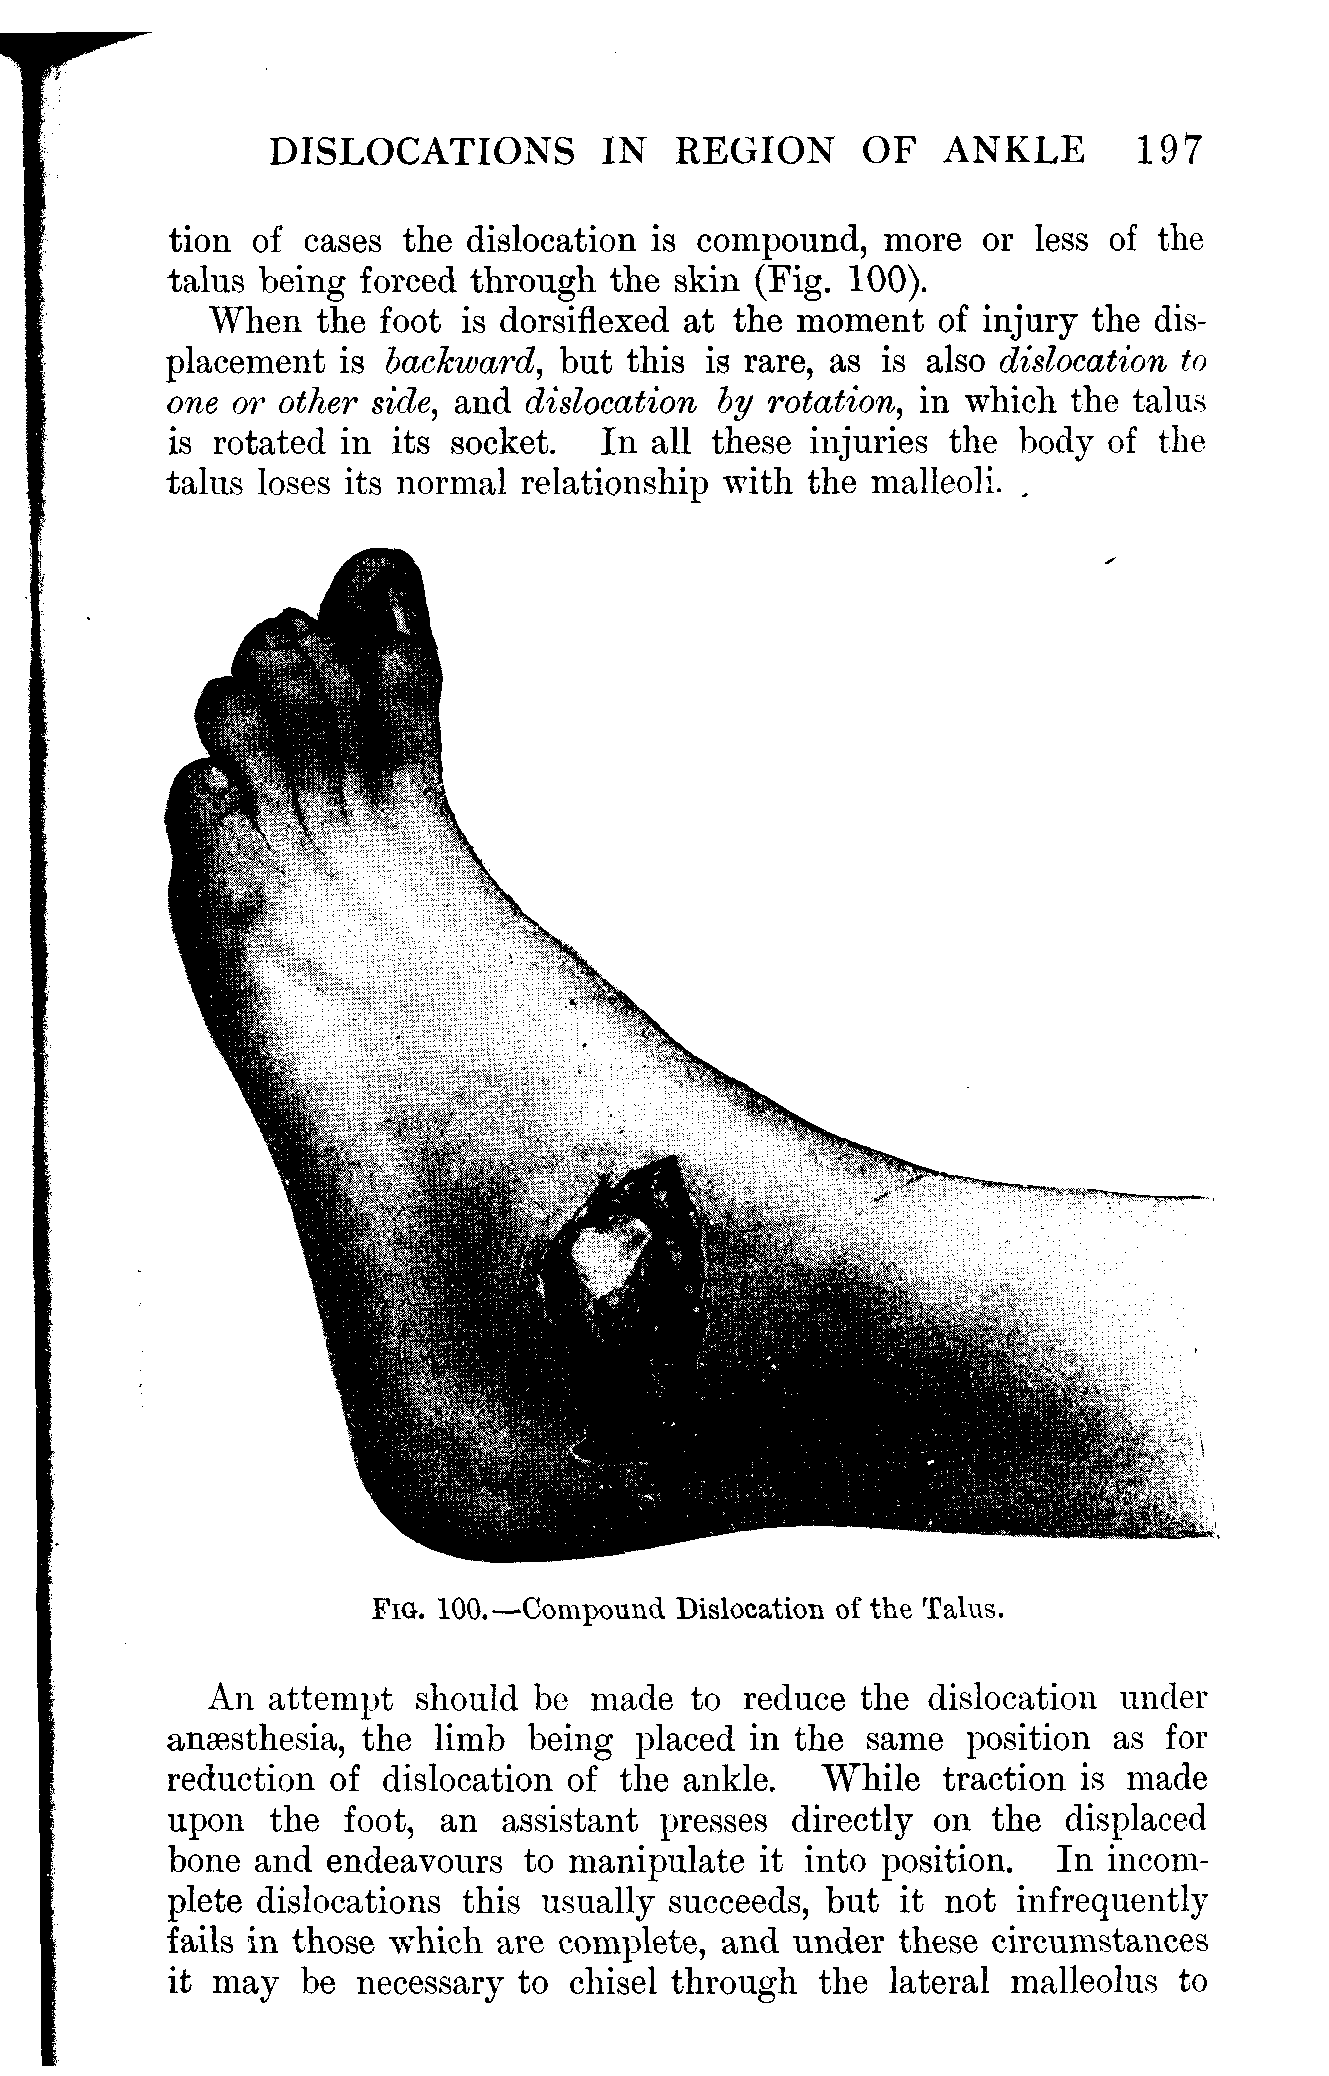 DISLOCATIONS IN REGION OF ANKLE 197
tion of cases the dislocation is compound, more or less of the
talus being forced through the skin (Fig. 100).
When the foot is dorsiflexed at the moment of injury the dis-
placement is backward, but this is rare, as is also dislocation to
one or other side, and dislocation by rotation, in which the talus
is rotated in its socket. In all these injuries the body of the
talus loses its normal relationship with the malleoli.
FIG. 100.—Compound Dislocation of the Talus.
An attempt should be made to reduce the dislocation under
anæsthesia, the limb being placed in the same position as for
reduction of dislocation of the ankle. While traction is made
upon the foot, an assistant presses directly on the displaced
bone and endeavours to manipulate it into position. In incom-
plete dislocations this usually succeeds, but it not infrequently
fails in those which are complete, and under these circumstances
it may be necessary to chisel through the lateral malleolus to